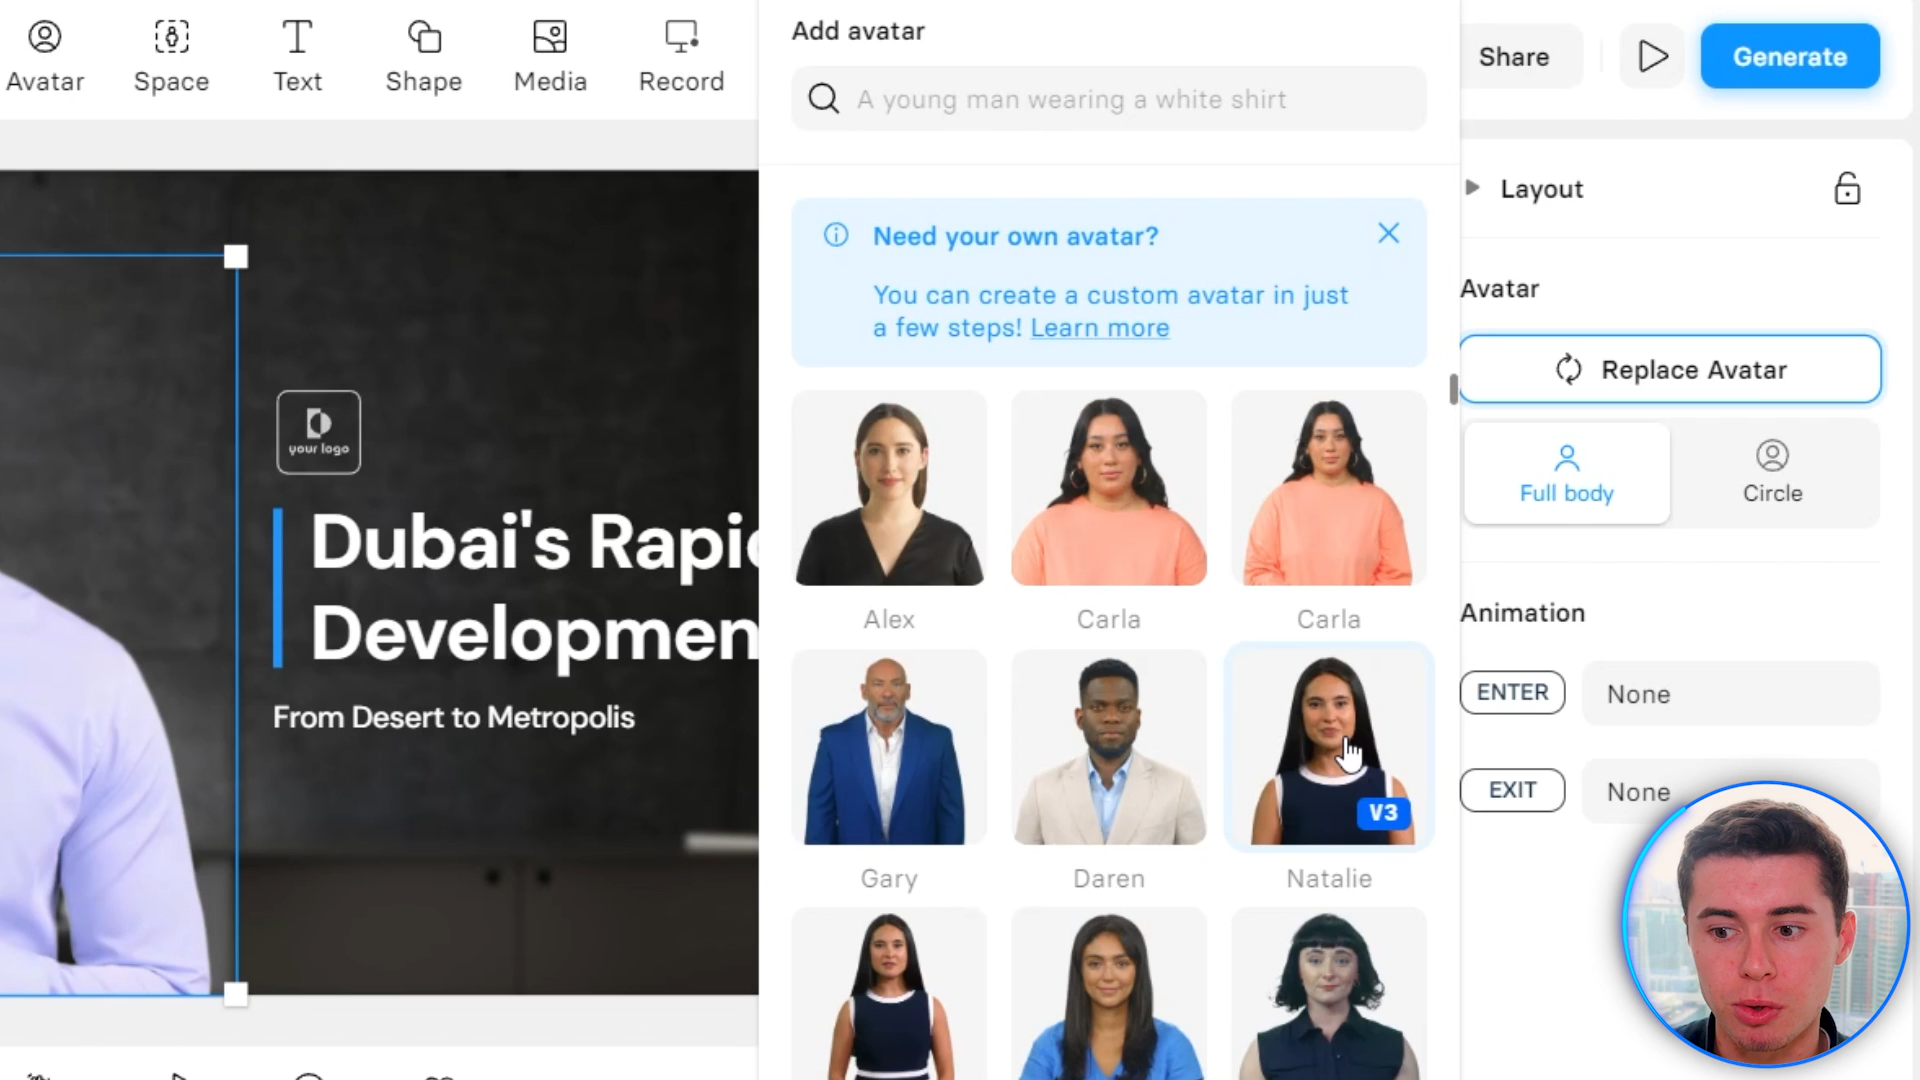 Avatar
Space
Text
Shape
Media
Record
Add avatar
A young man wearing a white shirt
Share
Generate
Need your own avatar?
You can create a custom avatar in just
a few steps! Learn more
Layout
Avatar
Replace Avatar
Full body
Circle
Animation
ENTER
None
EXIT
None
your logo
Dubai's Rapi
Developmen
From Desert to Metropolis
Alex
Carla
Carla
V3
Gary
Daren
Natalie